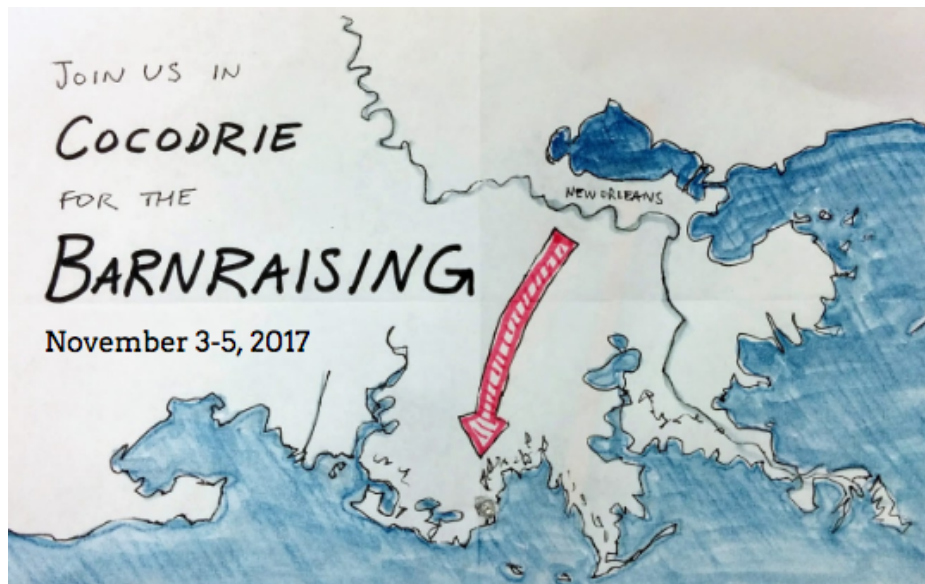 JOIN US IN
COCODRIE
FOR THE
BARNRAISING
November 3-5, 2017
NEW ORLEANS